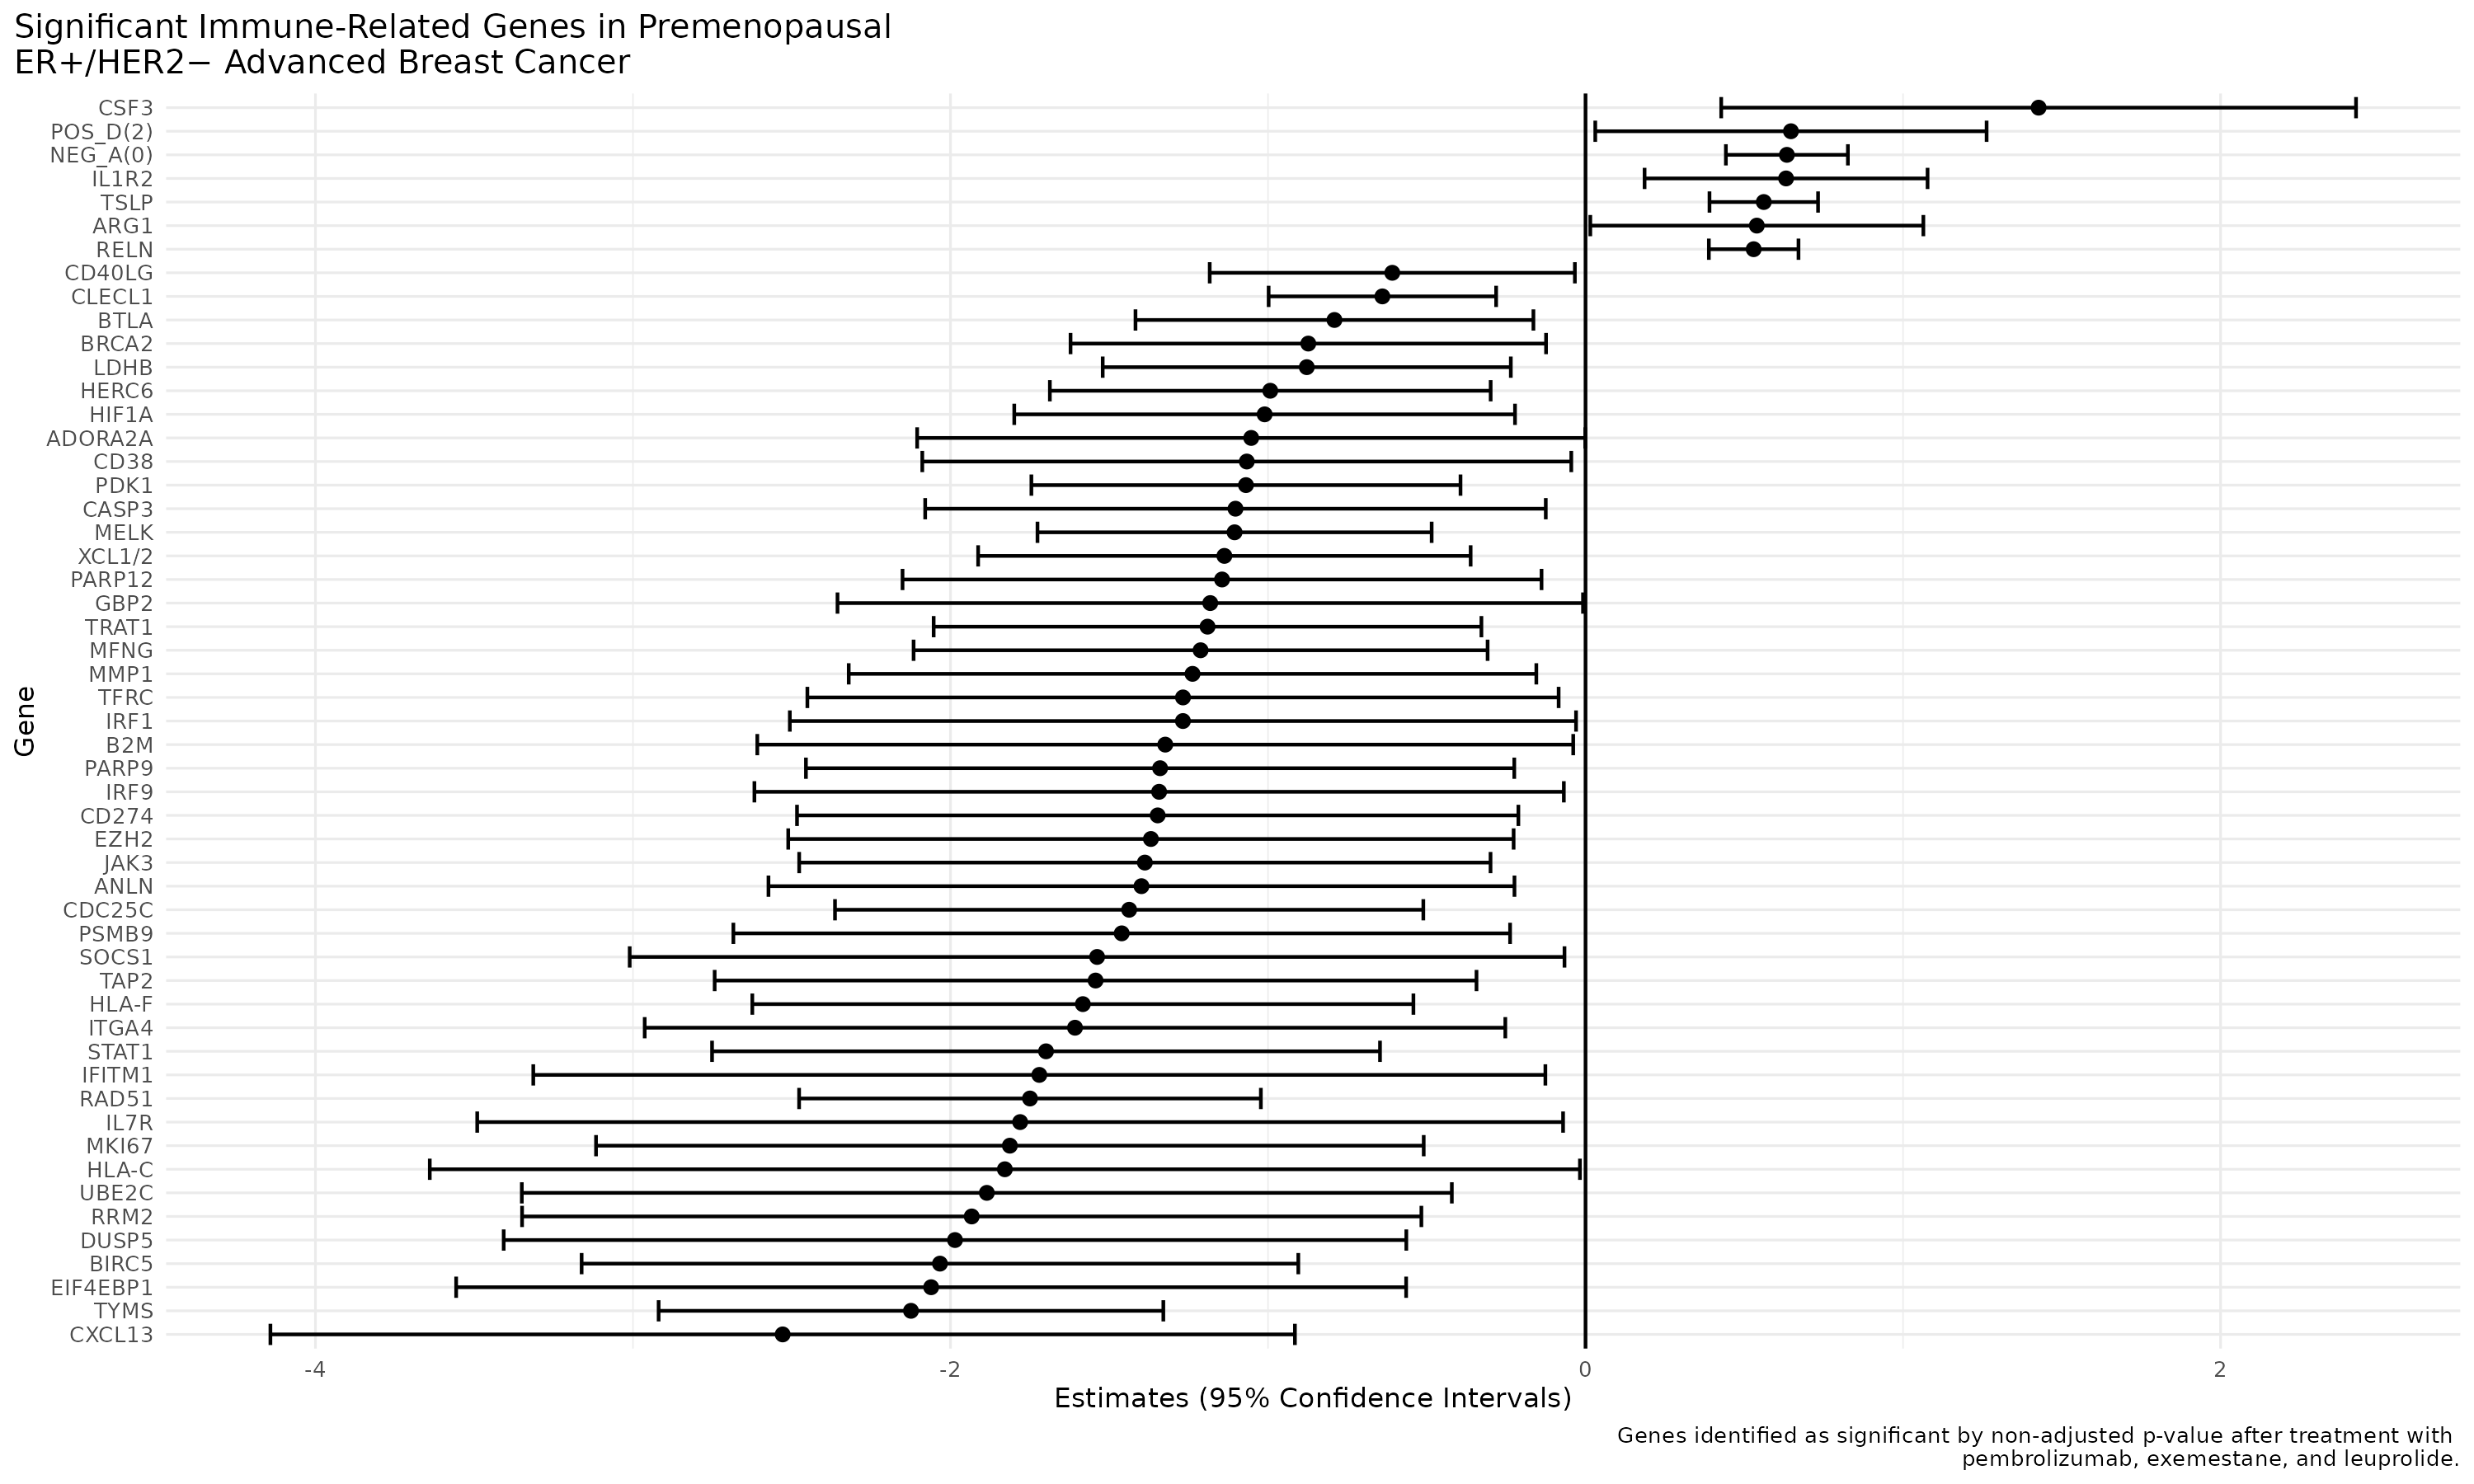 Significant Immune-Related Genes in Premenopausal
ER+/HER2− Advanced Breast Cancer
Gene
CSF3
POS_D(2)
NEG_A(0)
IL1R2
TSLP
ARG1
RELN
CD40LG
CLECL1
BTLA
BRCA2
LDHB
HERC6
HIF1A
ADORA2A
CD38
PDK1
CASP3
MELK
XCL1/2
PARP12
GBP2
TRAT1
MFNG
MMP1
TFRC
IRF1
B2M
PARP9
IRF9
CD274
EZH2
JAK3
ANLN
CDC25C
PSMB9
SOCS1
TAP2
HLA-F
ITGA4
STAT1
IFITM1
RAD51
IL7R
MKI67
HLA-C
UBE2C
RRM2
DUSP5
BIRC5
EIF4EBP1
TYMS
CXCL13
-4 -2 0 2
Estimates (95% Confidence Intervals)
Genes identified as significant by non-adjusted p-value after treatment with
pembrolizumab, exemestane, and leuprolide.